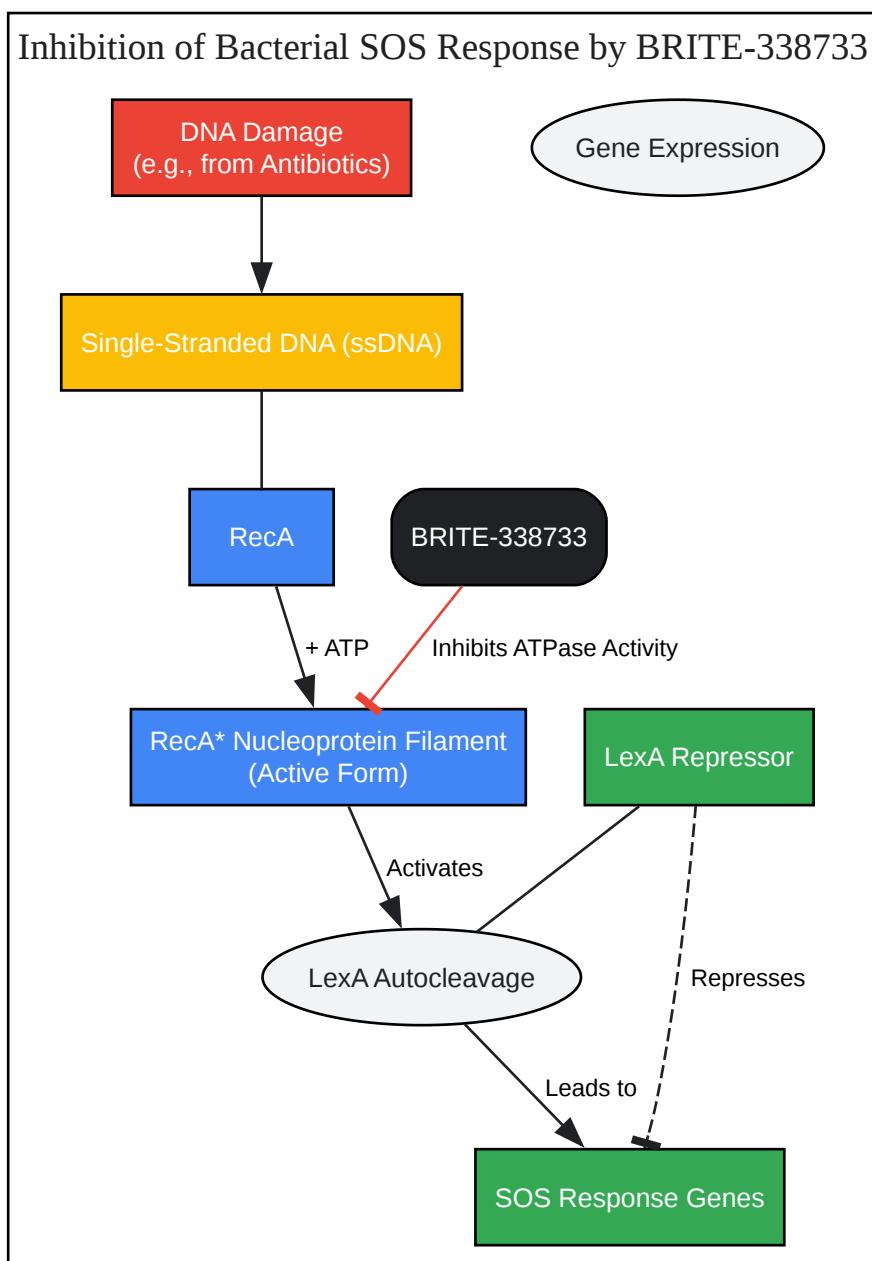 Inhibition of Bacterial SOS Response by BRITE-338733
DNA Damage
(e.g., from Antibiotics)
Gene Expression
Single-Stranded DNA (ssDNA)
RecA
BRITE-338733
+ ATP
Inhibits ATPase Activity
RecA* Nucleoprotein Filament
(Active Form)
LexA Repressor
Activates
LexA Autocleavage
Represses
Leads to
SOS Response Genes